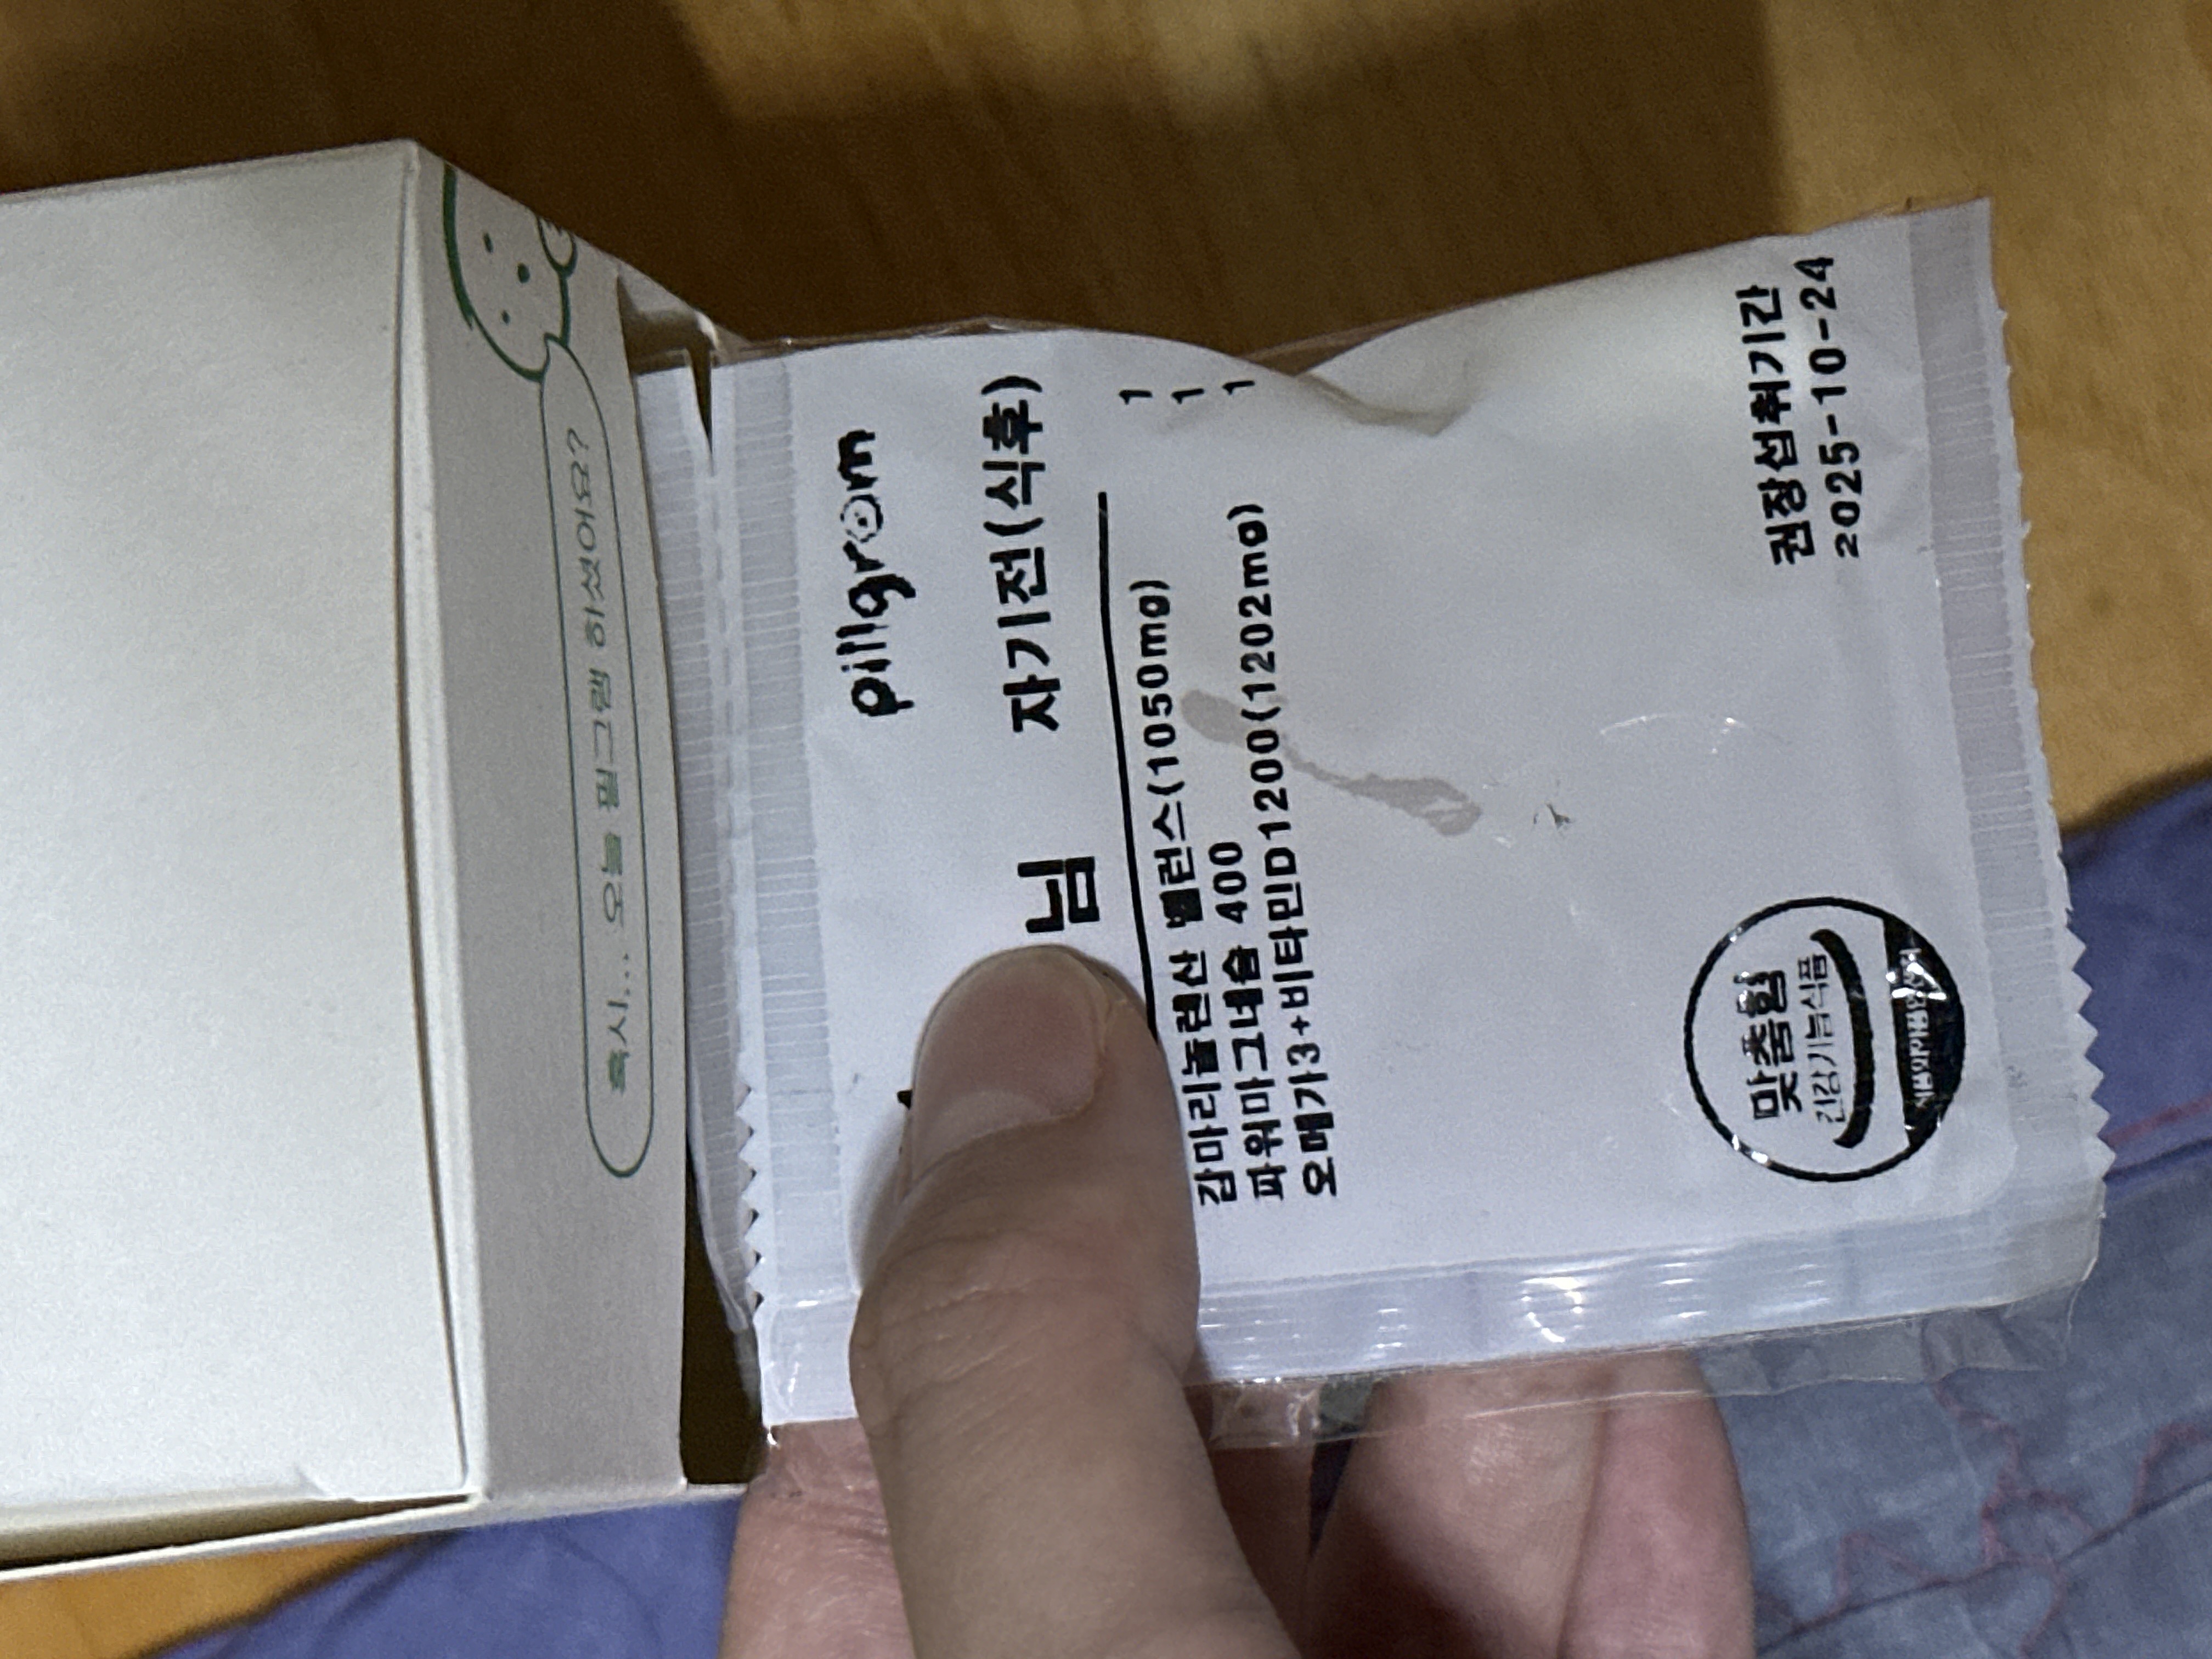 혹시... 오늘 필그램 하셨어요?
pillgram
님 자기전(식후)
감마리놀렌산 밸런스(1050mg) 1
파워마그네슘 400 1
오메가3+비타민D1200(1202mg) 1
맞춤형
건강기능식품
권장섭취기간
2025-10-24